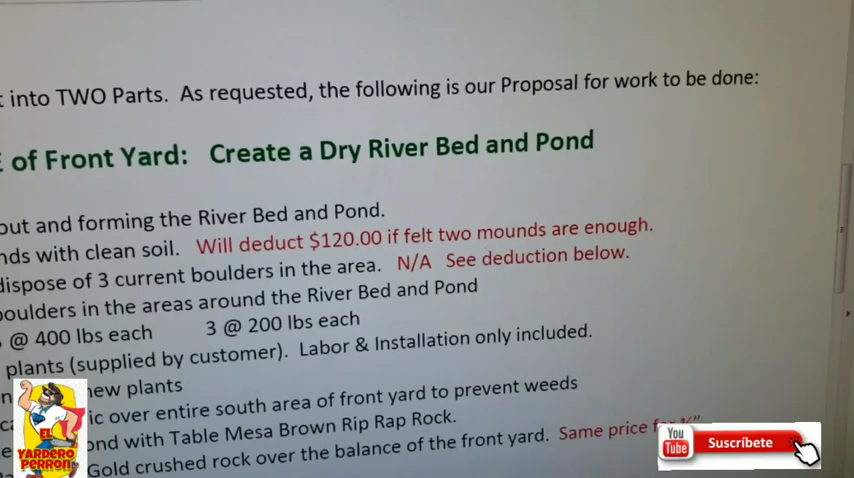 into TWO Parts. As requested, the following is our Proposal for work to be done:
of Front Yard: Create a Dry River Bed and Pond
out and forming the River Bed and Pond.
nds with clean soil. Will deduct $120.00 if felt two mounds are enough.
dispose of 3 current boulders in the area. N/A See deduction below.
boulders in the areas around the River Bed and Pond
@ 400 lbs each 3 @ 200 lbs each
plants (supplied by customer). Labor & Installation only included.
new plants
ic over entire south area of front yard to prevent weeds
ond with Table Mesa Brown Rip Rap Rock.
Gold crushed rock over the balance of the front yard. Same price for
EL
YARDERO
PERRON
You
Tube
Suscríbete